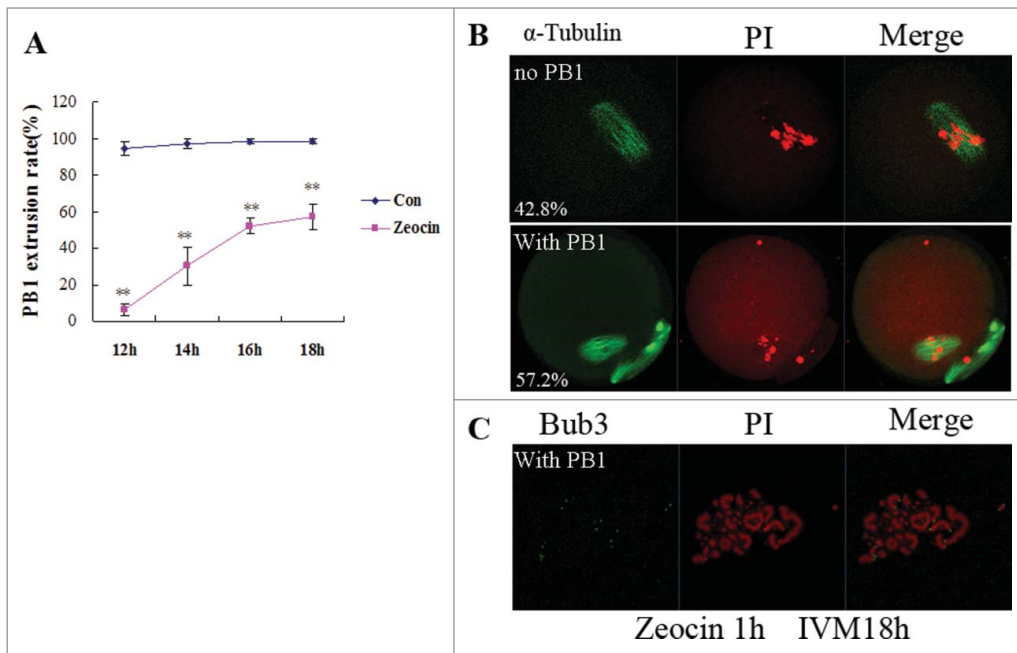 A
PB1 extrusion rate(%)
120
100
80
60
40
20
0
**
**
**
**
12h 14h 16h 18h
Con
Zeocin
B
α-Tubulin PI Merge
no PB1
42.8%
With PB1
57.2%
C
Bub3 PI Merge
With PB1
Zeocin 1h IVM18h